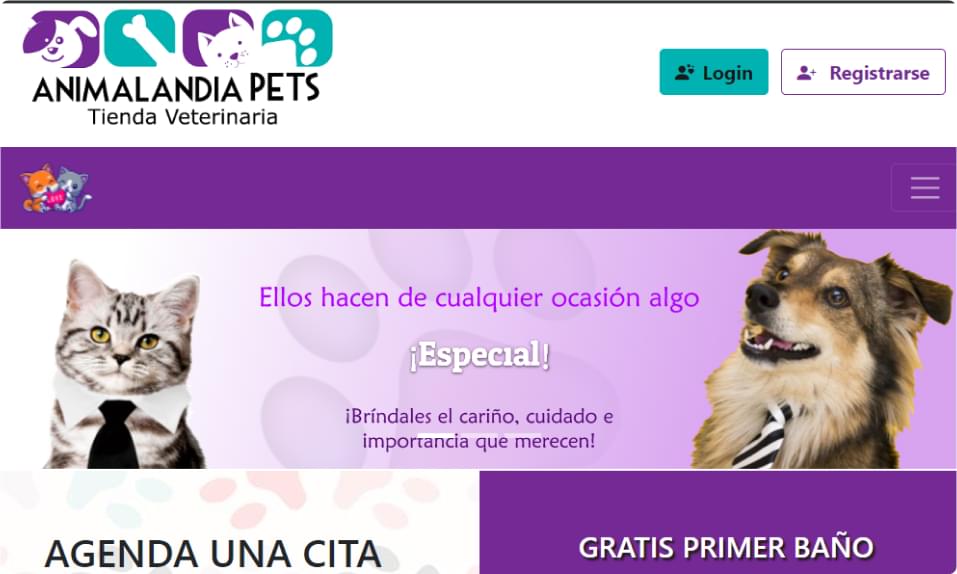 ANIMALANDIA PETS
Tienda Veterinaria
Login
Registrarse
Ellos hacen de cualquier ocasión algo
¡Especial!
¡Bríndales el cariño, cuidado e
importancia que merecen!
AGENDA UNA CITA
GRATIS PRIMER BAÑO